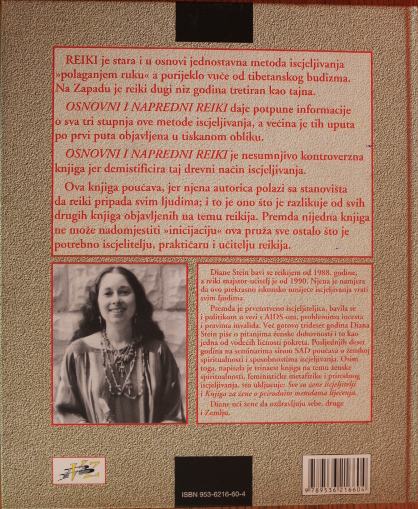 REIKI je stara i u osnovi jednostavna metoda iscjeljivanja
»polaganjem ruku« a porijeklo vuče od tibetanskog budizma.
Na Zapadu je reiki dugi niz godina tretiran kao tajna.
OSNOVNI I NAPREDNI REIKI daje potpune informacije
o sva tri stupnja ove metode iscjeljivanja, a većina je tih uputa
po prvi puta objavljena u tiskanom obliku.
OSNOVNI I NAPREDNI REIKI je nesumnjivo kontroverzna
knjiga jer demistificira taj drevni način iscjeljivanja.
Ova knjiga poučava, jer njena autorica polazi sa stanovišta
da reiki pripada svim ljudima; i to je ono što je razlikuje od svih
drugih knjiga objavljenih na temu reikija. Premda nijedna knjiga
ne može nadomjestiti »inicijaciju« ova pruža sve ostalo što je
potrebno iscjelitelju, praktičaru i učitelju reikija.
Diane Stein bavi se reikijem od 1988. godine,
a reiki majstor-učitelj je od 1990. Njena je namjera
da ovo prekrasno iskonsko umijeće iscjeljivanja vrati
svim ljudima.
Premda je prvenstveno iscjeljiteljica, bavila se
i politikom u vezi s AIDS-om, problemima incesta
i pravima invalida. Već gotovo trideset godina Diana
Stein piše o pitanjima ženske duhovnosti i to kao
jedna od vodećih ličnosti pokreta. Posljednjih deset
godina na seminarima širom SAD poučava o ženskoj
spiritualnosti i sposobnostima iscjeljivanja. Osim
toga, napisala je trinaest knjiga na temu ženske
spiritualnosti, feminističke metafizike i prirodnog
iscjeljivanja, što uključuje: Sve su žene iscjelitelji
i Knjiga za žene o prirodnim metodama liječenja.
Diane uči žene da ozdravljuju sebe, druge
i Zemlju.
ISBN 953-6216-60-4
9 789536 216604